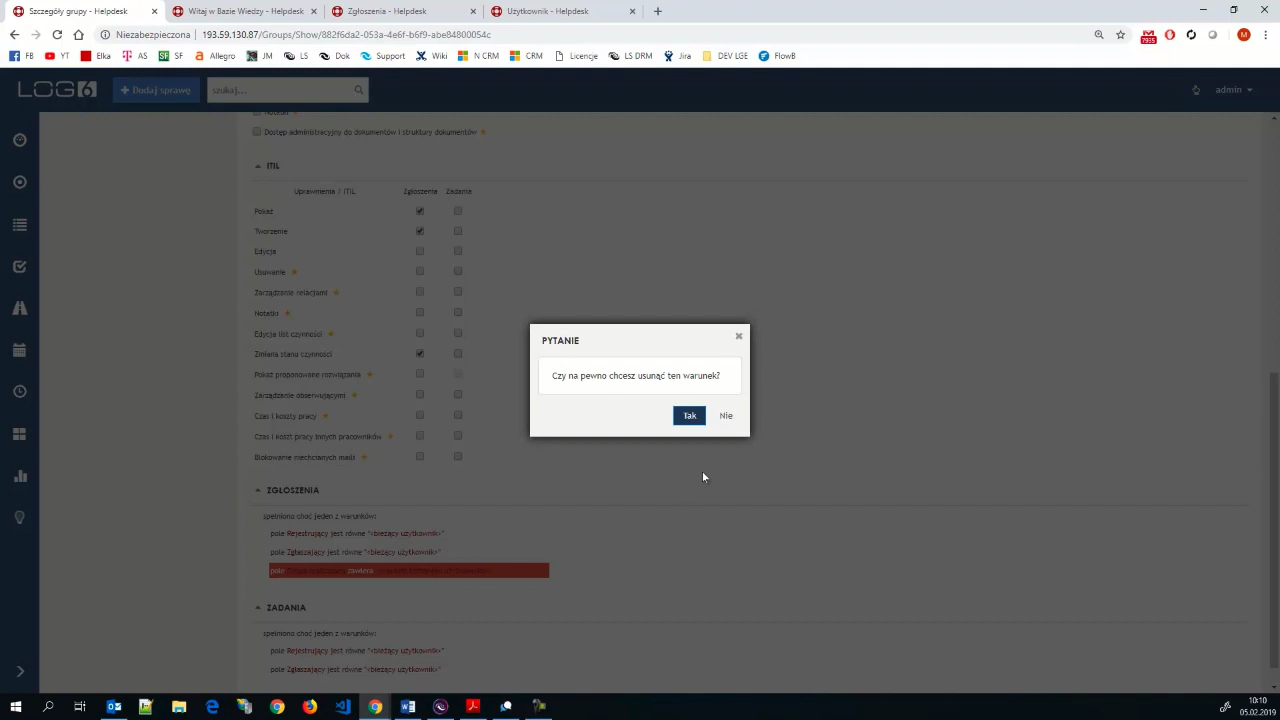 Szczegóły grupy - Helpdesk
Witaj w Bazie Wiedzy - Helpdesk
Zgłoszenia - Helpdesk
Użytkownik - Helpdesk
Niezabezpieczona
193.59.130.87/Groups/Show/882f6da2-053a-4e6f-b6f9-abe84800054c
7935
M
FB
YT
Elka
AS
SF
Allegro
JM
LS
Dok
Support
Wiki
N CRM
CRM
Licencje
LS DRM
Jira
DEV LGE
FlowB
LOG6
Dodaj sprawę
szukaj...
admin
Notatki
Dostęp administracyjny do dokumentów i struktury dokumentów
ITIL
Uprawnienia / ITIL
Zgłoszenia
Zadania
Pokaż
Tworzenie
Edycja
Usuwanie
Zarządzanie relacjami
Notatki
Edycja list czynności
Zmiana stanu czynności
Pokaż proponowane rozwiązania
Zarządzanie obserwującymi
Czas i koszty pracy
Czas i koszt pracy innych pracowników
Blokowanie niechcianych maili
PYTANIE
Czy na pewno chcesz usunąć ten warunek?
Tak
Nie
ZGŁOSZENIA
spełniono choć jeden z warunków:
pole Rejestrujący jest równe "<bieżący użytkownik>"
pole Zgłaszający jest równe "<bieżący użytkownik>"
pole
zawiera
ZADANIA
spełniono choć jeden z warunków:
pole Rejestrujący jest równe "<bieżący użytkownik>"
pole Zgłaszający jest równe "<bieżący użytkownik>"
10:10
05.02.2019